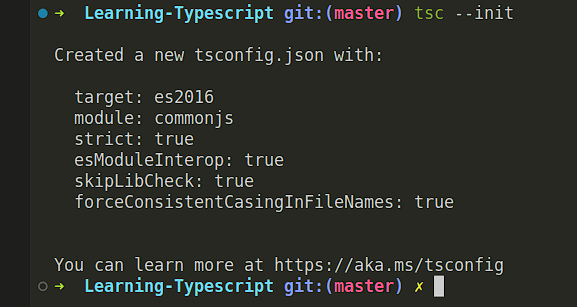 ➜ Learning-Typescript git:(master) tsc --init
Created a new tsconfig.json with:
target: es2016
module: commonjs
strict: true
esModuleInterop: true
skipLibCheck: true
forceConsistentCasingInFileNames: true
You can learn more at https://aka.ms/tsconfig
➜ Learning-Typescript git:(master) ✗